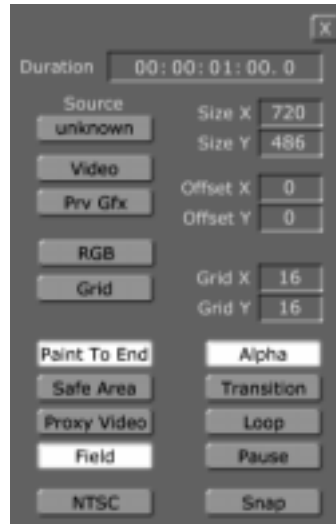 X
Duration 00:00:01:00.0
Source
unknown
Size X 720
Size Y 486
Video
Prv Gfx
Offset X 0
Offset Y 0
RGB
Grid
Grid X 16
Grid Y 16
Paint To End Alpha
Safe Area Transition
Proxy Video Loop
Field Pause
NTSC Snap